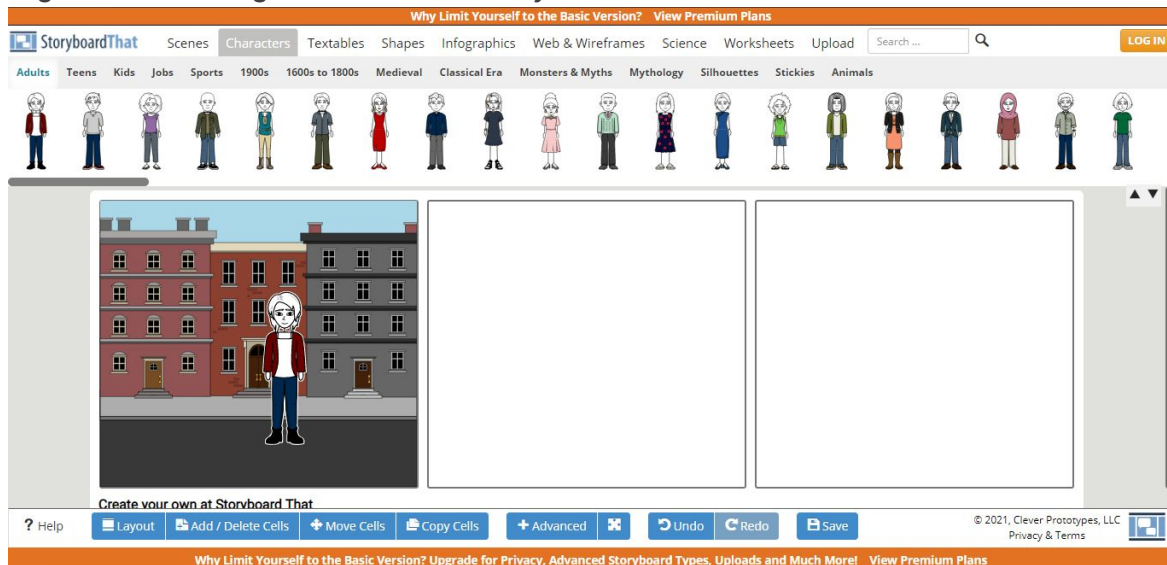 Why Limit Yourself to the Basic Version? View Premium Plans
StoryboardThat Scenes Characters Textables Shapes Infographics Web & Wireframes Science Worksheets Upload Search ... LOG IN
Adults Teens Kids Jobs Sports 1900s 1600s to 1800s Medieval Classical Era Monsters & Myths Mythology Silhouettes Stickies Animals
Create your own at Storyboard That
? Help Layout Add / Delete Cells Move Cells Copy Cells + Advanced Undo Redo Save © 2021, Clever Prototypes, LLC
Privacy & Terms
Why Limit Yourself to the Basic Version? Upgrade for Privacy, Advanced Storyboard Types, Uploads and Much More! View Premium Plans